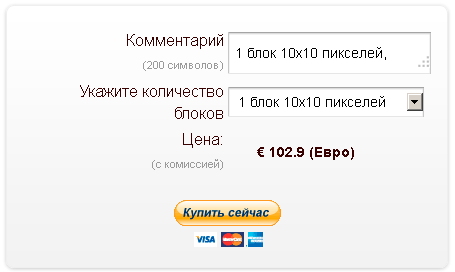 Комментарий
(200 символов)
1 блок 10x10 пикселей,
Укажите количество
блоков
1 блок 10x10 пикселей
Цена:
(с комиссией)
€ 102.9 (Евро)
Купить сейчас
VISA MasterCard